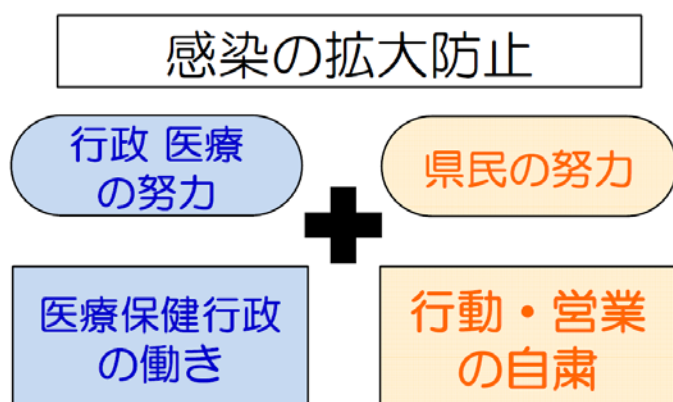 感染の拡大防止
行政 医療
の努力
県民の努力
医療保健行政
の働き
行動・営業
の自粛